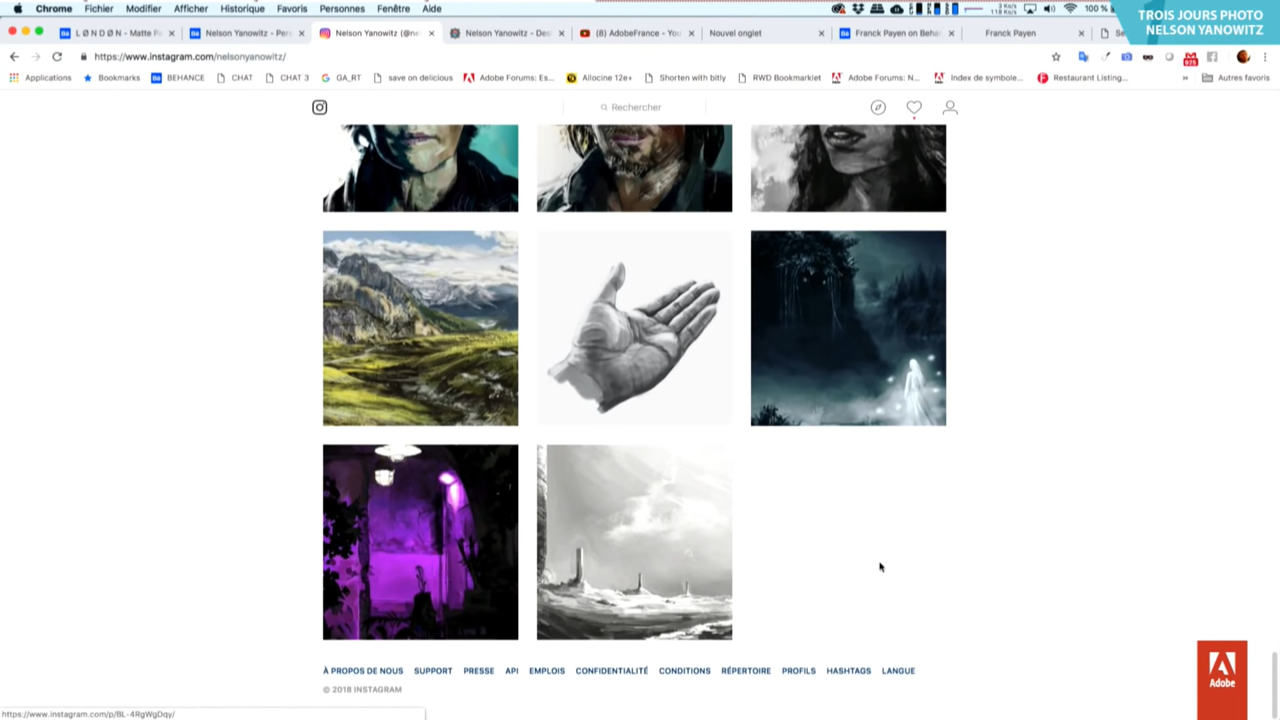 Chrome Fichier Modifier Afficher Historique Favoris Personnes Fenêtre Aide
100 %
TROIS JOURS PHOTO
NELSON YANOWITZ
L Ø N D Ø N - Matte Pa
Nelson Yanowitz - Pers
Nelson Yanowitz (@ne
Nelson Yanowitz - Des
(8) AdobeFrance - You
Nouvel onglet
Franck Payen on Beha
Franck Payen
https://www.instagram.com/nelsonyanowitz/
Applications Bookmarks BEHANCE CHAT CHAT 3 GA_RT save on delicious Adobe Forums: Es... Allocine 12e+ Shorten with bitly RWD Bookmarklet Adobe Forums: N... Index de symbole... Restaurant Listing... » Autres favoris
Rechercher
À PROPOS DE NOUS SUPPORT PRESSE API EMPLOIS CONFIDENTIALITÉ CONDITIONS RÉPERTOIRE PROFILS HASHTAGS LANGUE
© 2018 INSTAGRAM
Adobe
https://www.instagram.com/p/BL-4RgWgDqy/